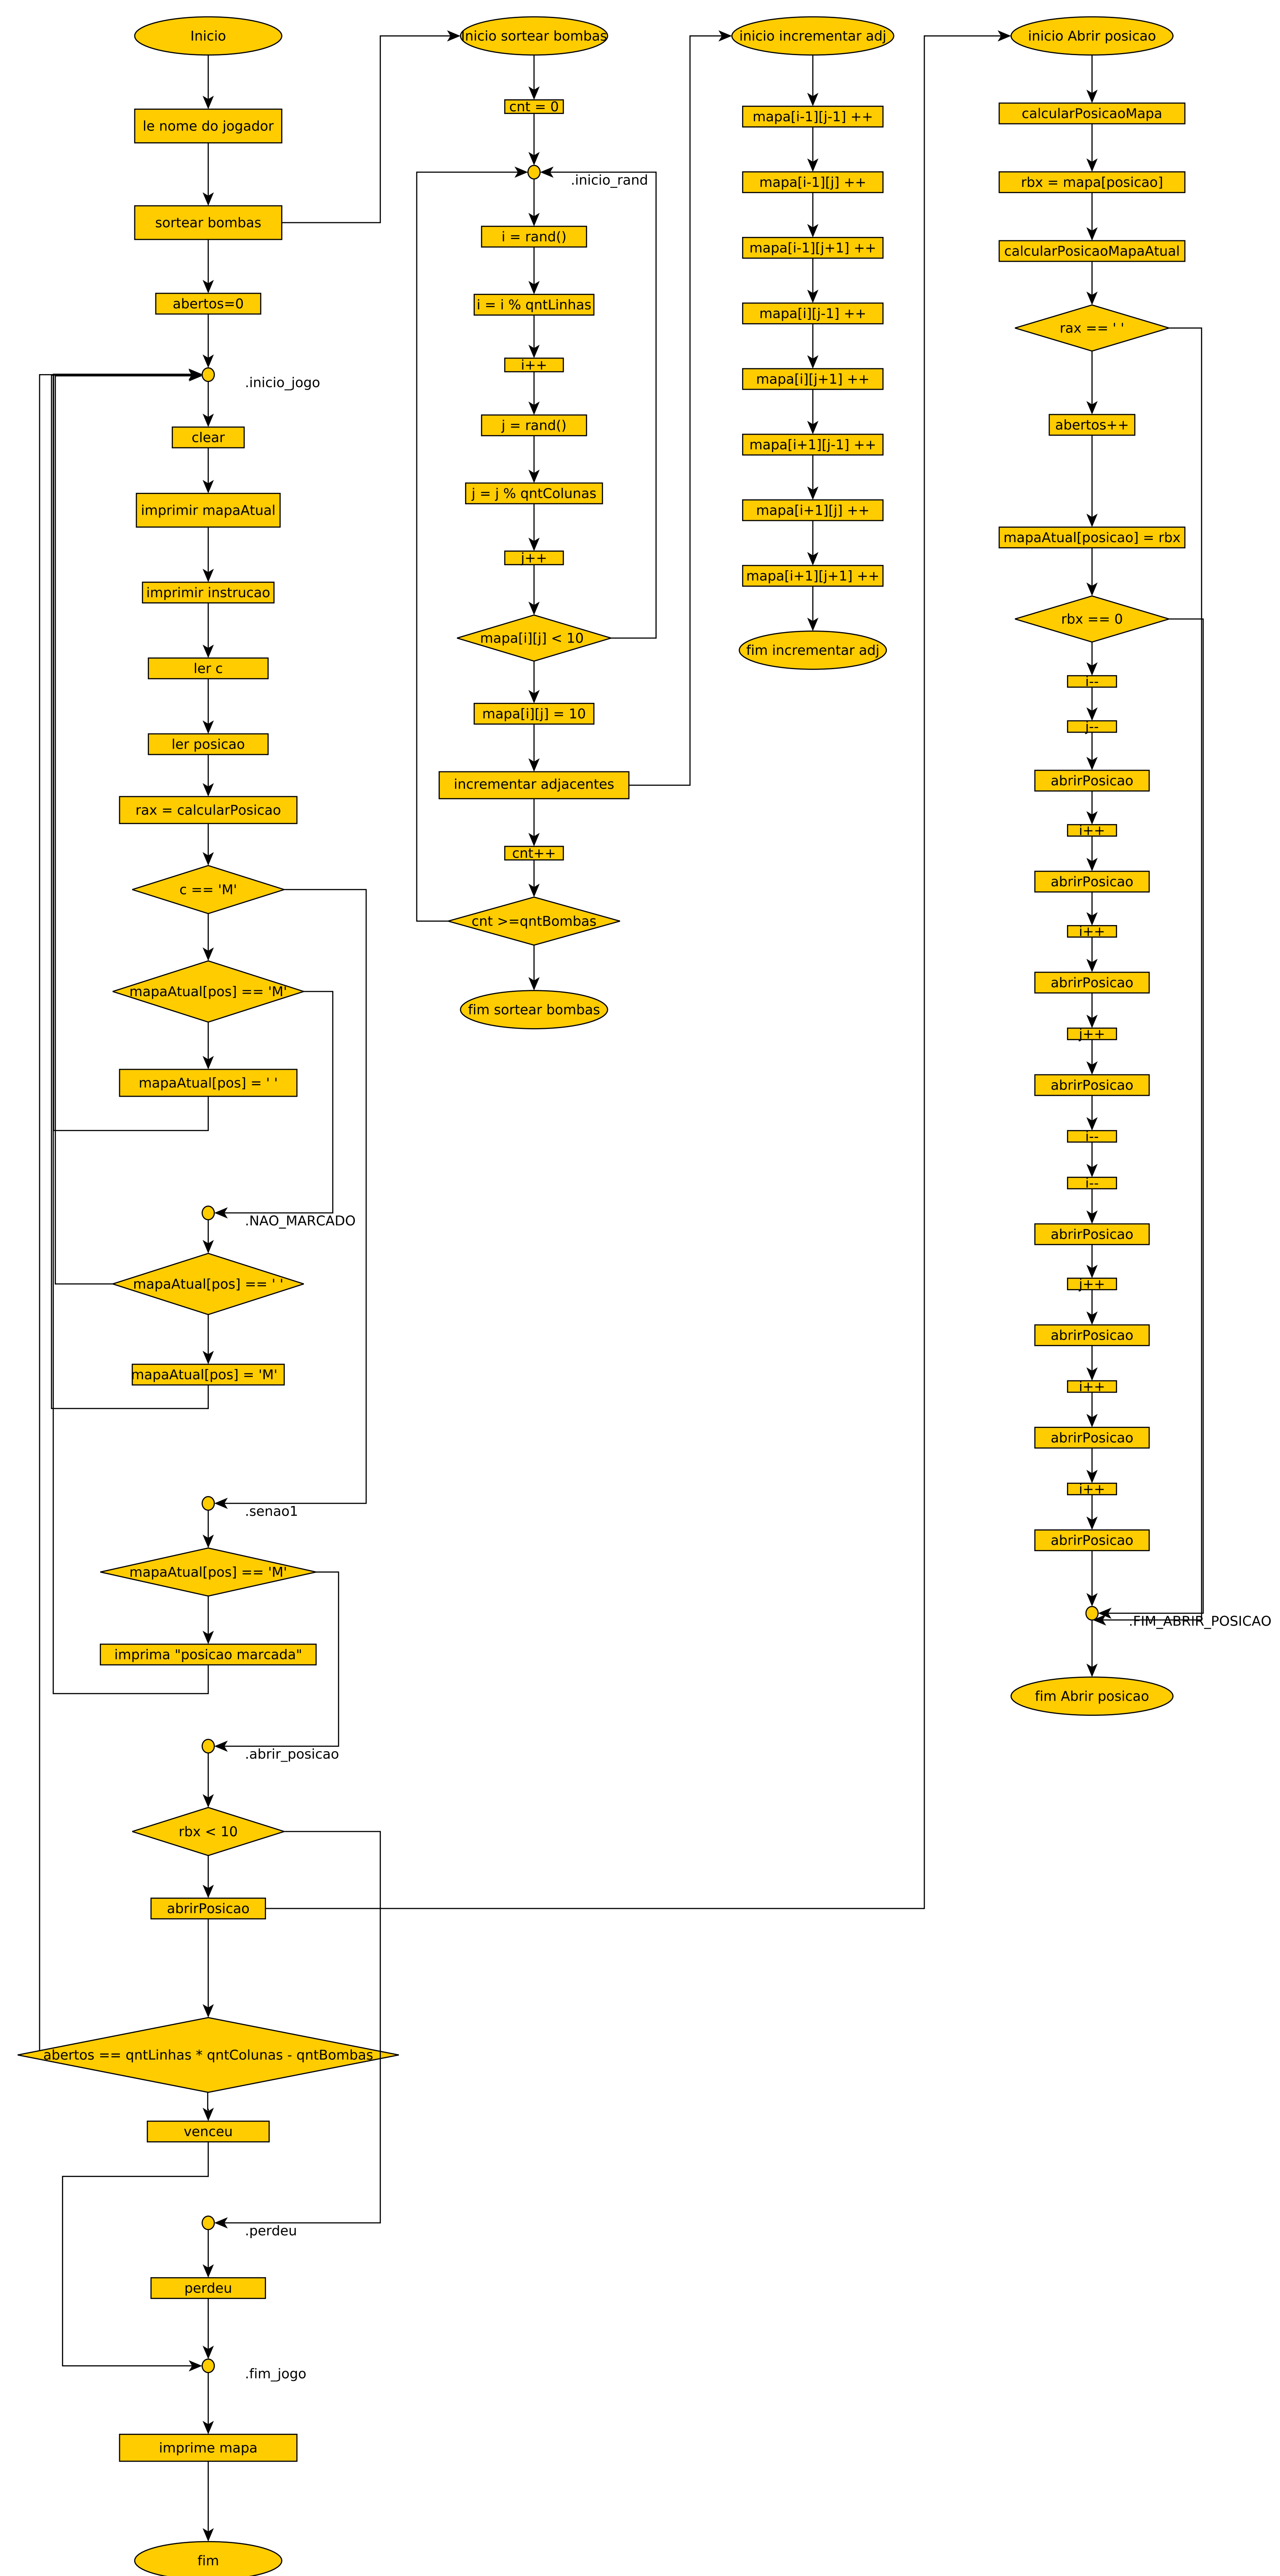 Inicio
le nome do jogador
sortear bombas
abertos=0
.inicio_jogo
clear
imprimir mapaAtual
imprimir instrucao
ler c
ler posicao
rax = calcularPosicao
c == 'M'
mapaAtual[pos] == 'M'
mapaAtual[pos] = ' '
.NAO_MARCADO
mapaAtual[pos] == ' '
mapaAtual[pos] = 'M'
.senao1
mapaAtual[pos] == 'M'
imprima "posicao marcada"
.abrir_posicao
rbx < 10
abrirPosicao
abertos == qntLinhas * qntColunas - qntBombas
venceu
.perdeu
perdeu
.fim_jogo
imprime mapa
fim
inicio sortear bombas
cnt = 0
.inicio_rand
i = rand()
i = i % qntLinhas
i++
j = rand()
j = j % qntColunas
j++
mapa[i][j] < 10
mapa[i][j] = 10
incrementar adjacentes
cnt++
cnt >=qntBombas
fim sortear bombas
inicio incrementar adj
mapa[i-1][j-1] ++
mapa[i-1][j] ++
mapa[i-1][j+1] ++
mapa[i][j-1] ++
mapa[i][j+1] ++
mapa[i+1][j-1] ++
mapa[i+1][j] ++
mapa[i+1][j+1] ++
fim incrementar adj
inicio Abrir posicao
calcularPosicaoMapa
rbx = mapa[posicao]
calcularPosicaoMapaAtual
rax == ' '
abertos++
mapaAtual[posicao] = rbx
rbx == 0
i--
j--
abrirPosicao
i++
abrirPosicao
i++
abrirPosicao
j++
abrirPosicao
i--
i--
abrirPosicao
j++
abrirPosicao
i++
abrirPosicao
i++
abrirPosicao
.FIM_ABRIR_POSICAO
fim Abrir posicao